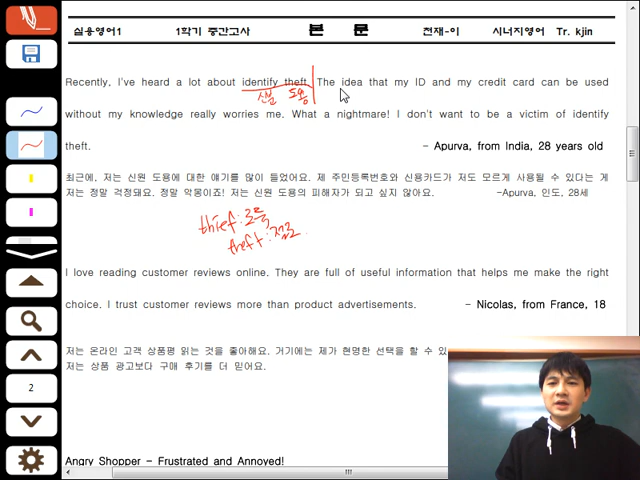 실용영어1 1학기 중간고사 본 문 천재-이 시너지영어 Tr. kjin
Recently, I've heard a lot about identify theft. The idea that my ID and my credit card can be used
신분 도용
without my knowledge really worries me. What a nightmare! I don't want to be a victim of identify
theft. - Apurva, from India, 28 years old
최근에, 저는 신원 도용에 대한 얘기를 많이 들었어요. 제 주민등록번호와 신용카드가 저도 모르게 사용될 수 있다는 게
저는 정말 걱정돼요. 정말 악몽이죠! 저는 신원 도용의 피해자가 되고 싶지 않아요. -Apurva, 인도, 28세
thief : 도둑
theft : 절도
I love reading customer reviews online. They are full of useful information that helps me make the right
choice. I trust customer reviews more than product advertisements. - Nicolas, from France, 18
저는 온라인 고객 상품평 읽는 것을 좋아해요. 거기에는 제가 현명한 선택을 할 수 있
저는 상품 광고보다 구매 후기를 더 믿어요.
2
Angry Shopper - Frustrated and Annoyed!